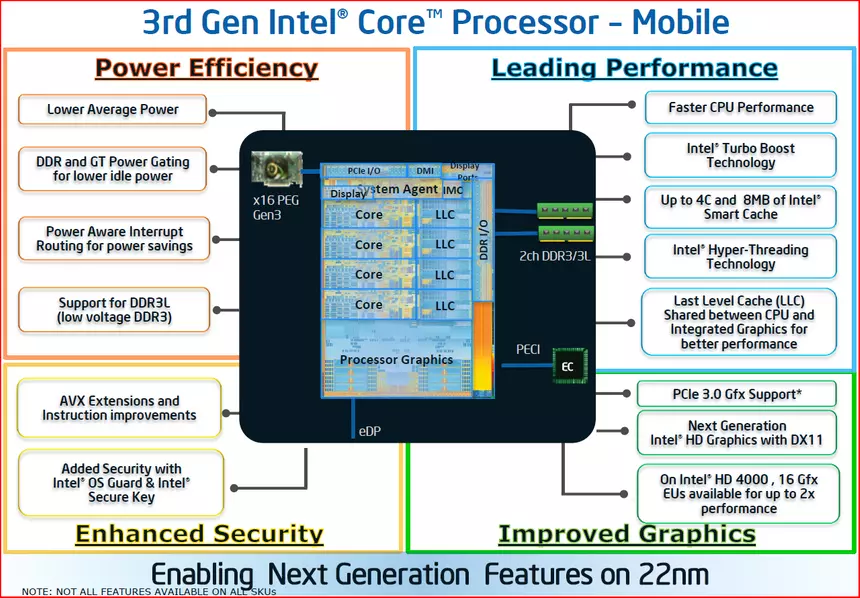 3rd Gen Intel® Core™ Processor – Mobile
Power Efficiency
Lower Average Power
DDR and GT Power Gating
for lower idle power
Power Aware Interrupt
Routing for power savings
Support for DDR3L
(low voltage DDR3)
Leading Performance
Faster CPU Performance
Intel® Turbo Boost
Technology
Up to 4C and 8MB of Intel®
Smart Cache
Intel® Hyper-Threading
Technology
Last Level Cache (LLC)
Shared between CPU and
Integrated Graphics for
better performance
x16 PEG
Gen3
PCIe I/O
DMI
Display
Ports
System Agent
Display
IMC
Core
LLC
Core
LLC
Core
LLC
Core
LLC
DDR I/O
Processor Graphics
2ch DDR3/3L
PECI
EC
eDP
AVX Extensions and
Instruction improvements
Added Security with
Intel® OS Guard & Intel®
Secure Key
Enhanced Security
PCIe 3.0 Gfx Support*
Next Generation
Intel® HD Graphics with DX11
On Intel® HD 4000 , 16 Gfx
EUs available for up to 2x
performance
Improved Graphics
Enabling Next Generation Features on 22nm
NOTE: NOT ALL FEATURES AVAILABLE ON ALL SKUs